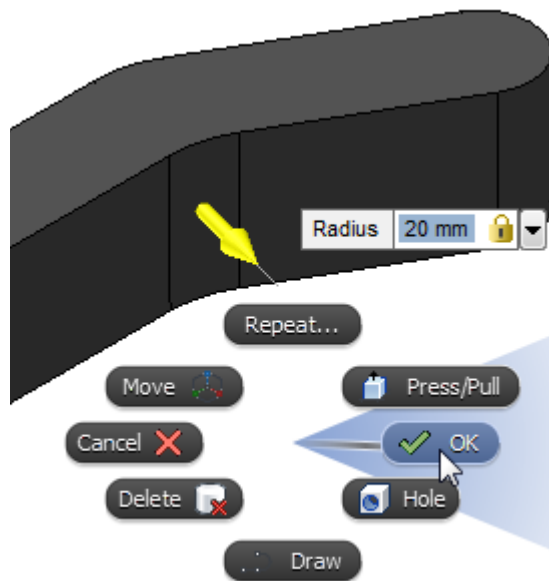 Radius 20 mm
Repeat...
Move Press/Pull
Cancel OK
Delete Hole
Draw